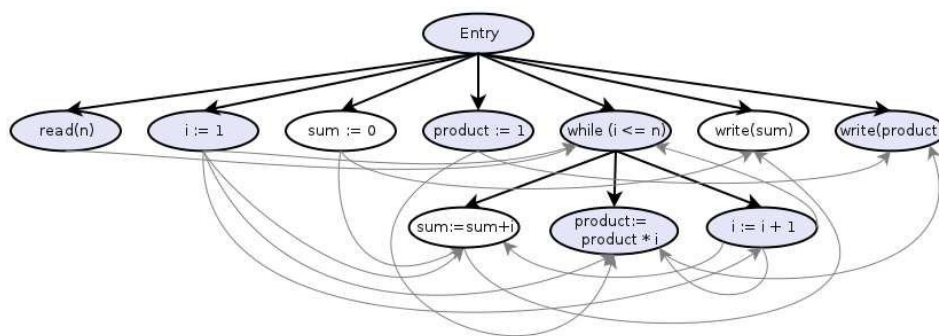 Entry
read(n)
i := 1
sum := 0
product := 1
while (i <= n)
write(sum)
write(product
sum:=sum+i
product:=
product * i
i := i + 1